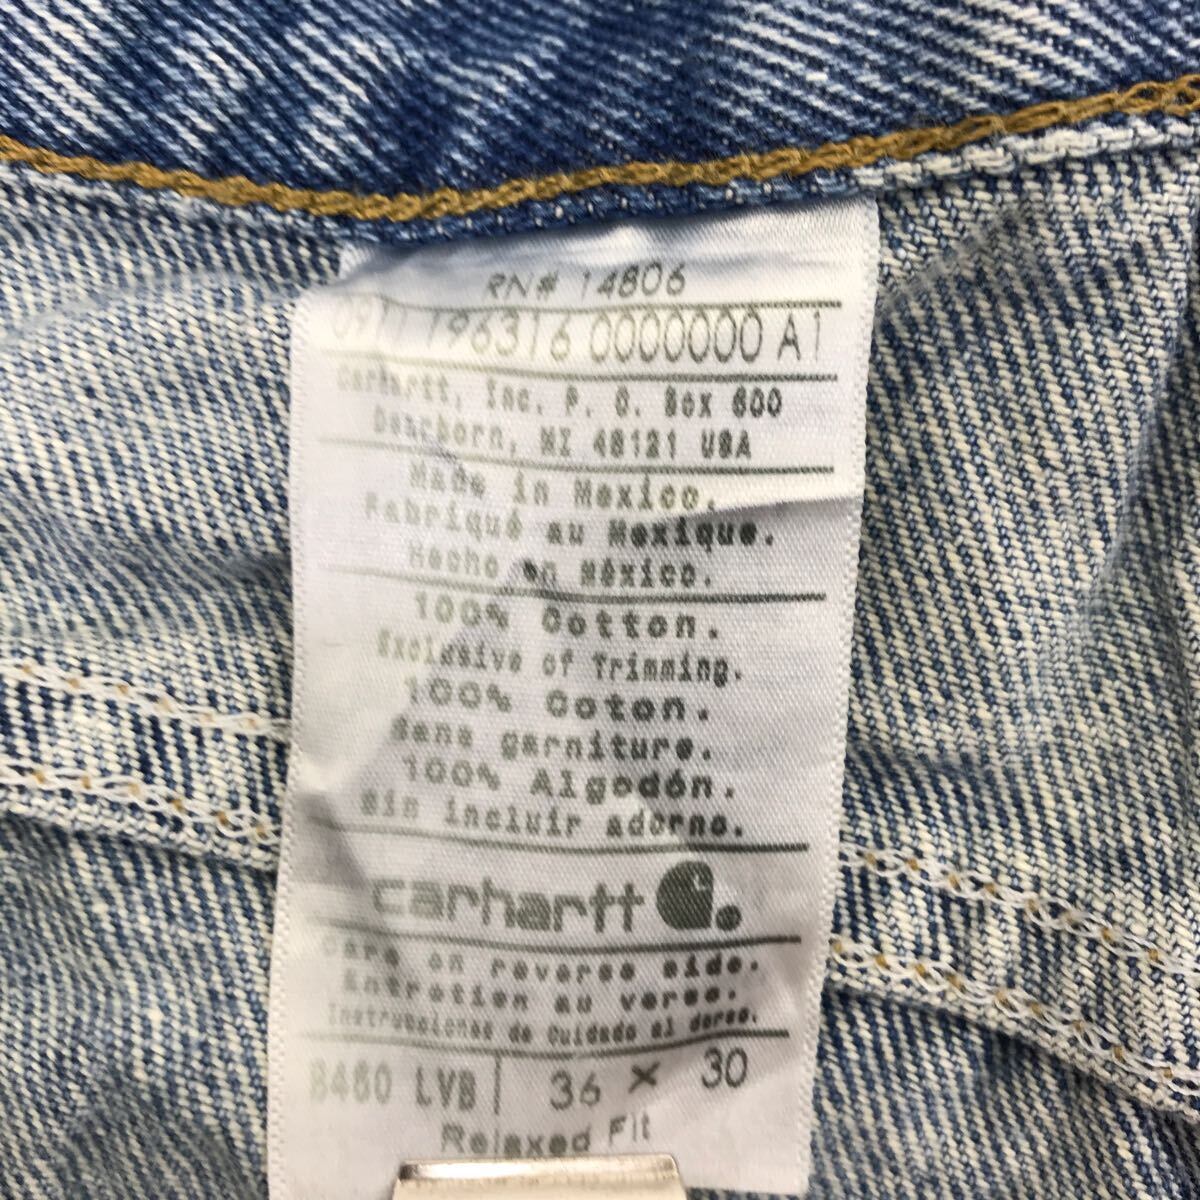 RN# 14806
0911 196316 0000000 A1
Carhartt, Inc. P. O. Box 600
Dearborn, MI 48121 USA
Made in Mexico.
Fabriqué au Mexique.
Hecho en México.
100% Cotton.
Exclusive of Trimming.
100% Coton.
Sans garniture.
100% Algodón.
Sin incluir adorno.
carhartt
Care on reverse side.
Entretien au verso.
Instrucciones de Cuidado al dorso.
B460 LVB 36 × 30
Relaxed Fit